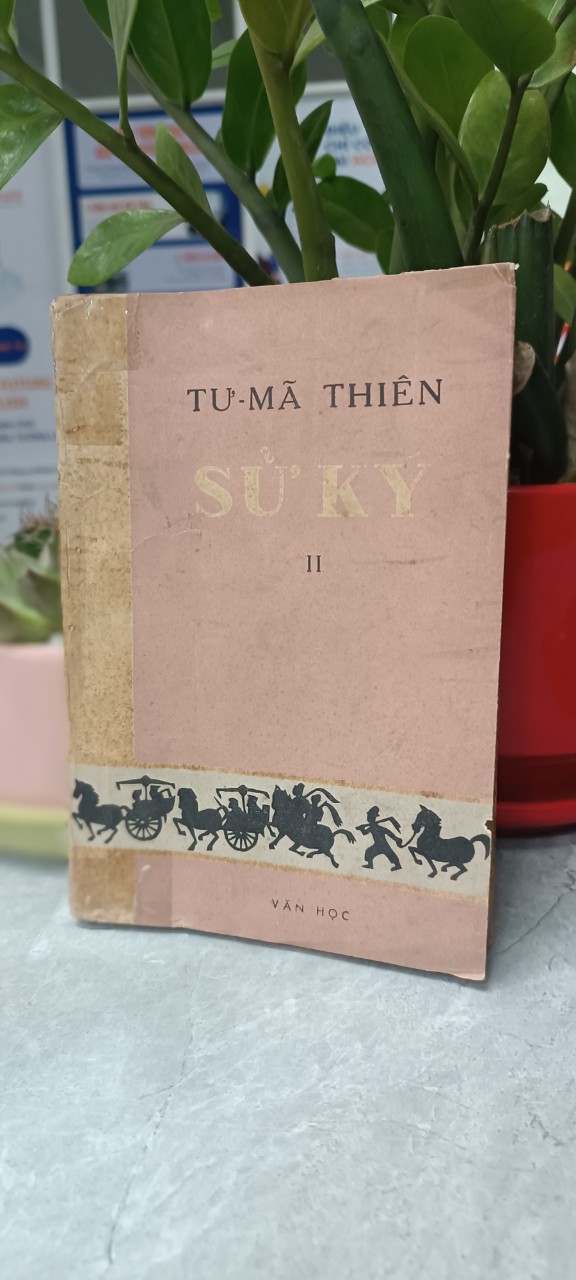 TƯ-MÃ THIÊN
SỬ KÝ
II
VĂN HỌC